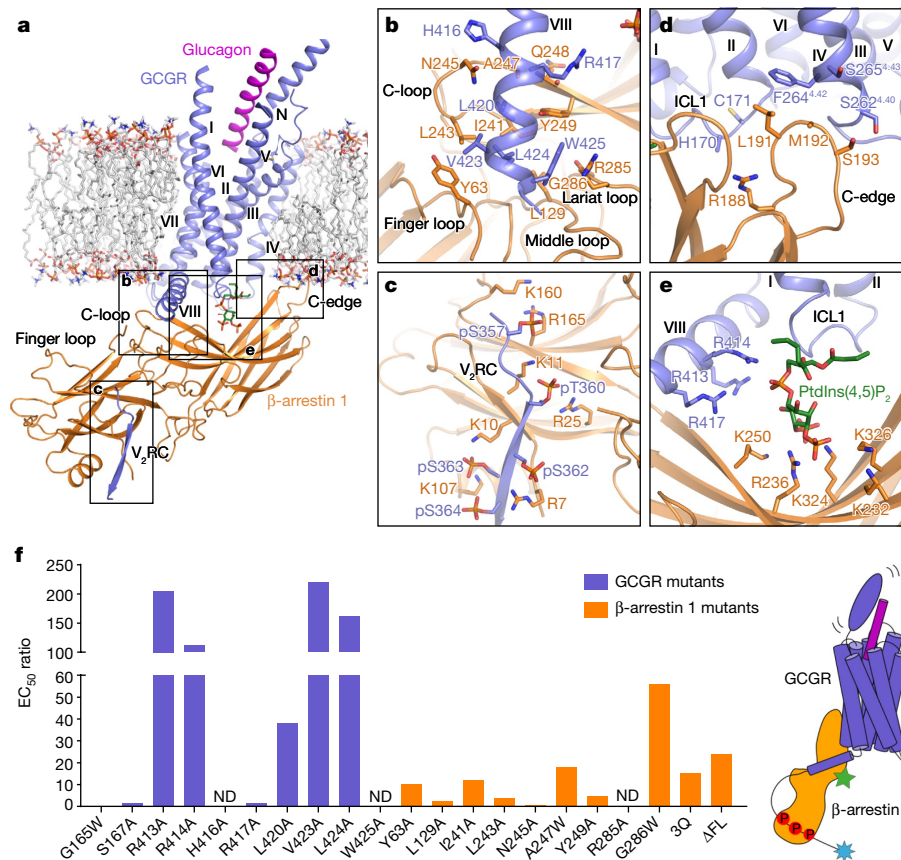 a
Glucagon
GCGR
N
I
V
VI
II
III
VII
IV
b
d
C-loop
VIII
C-edge
Finger loop
e
c
β-arrestin 1
V2RC
b
VIII
H416
Q248
N245
A247
R417
C-loop
L420
I241
Y249
L243
V423
L424
W425
R285
Y63
G286
Lariat loop
L129
Finger loop
Middle loop
d
VI
I
II
IV
III
V
S265^4.43
F264^4.42
C171
ICL1
S262^4.40
H170
L191
M192
S193
R188
C-edge
c
K160
pS357
R165
V2RC
K11
pT360
K10
R25
pS363
pS362
K107
R7
pS364
e
I
II
VIII
ICL1
R414
R413
PtdIns(4,5)P2
R417
K250
K326
R236
K324
K232
f
EC50 ratio
250
200
150
100
60
50
40
30
20
10
0
GCGR mutants
β-arrestin 1 mutants
ND
ND
ND
G165W
S167A
R413A
R414A
H416A
R417A
L420A
V423A
L424A
W425A
Y63A
L129A
I241A
L243A
N245A
A247W
Y249A
R285A
G286W
3Q
ΔFL
GCGR
β-arrestin
P
P
P